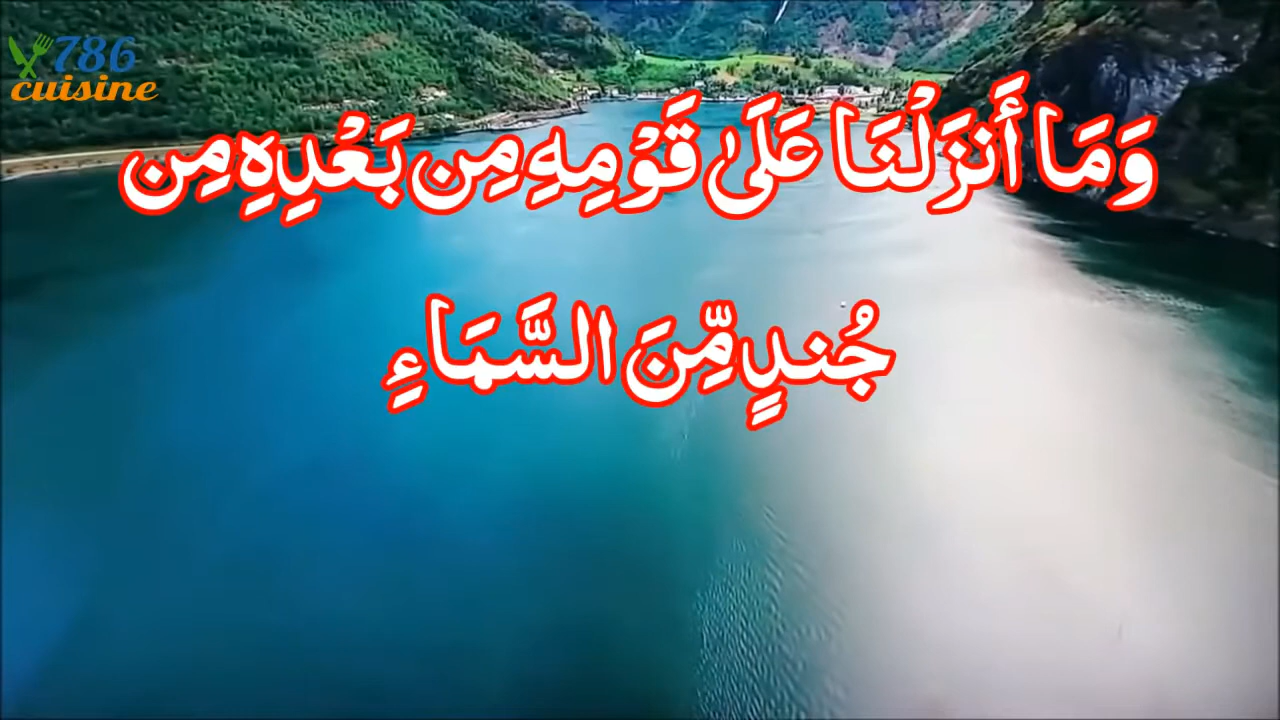 786
cuisine
وَمَا أَنزَلْنَا عَلَىٰ قَوْمِهِ مِن بَعْدِهِ مِن
جُندٍ مِّنَ السَّمَاءِ